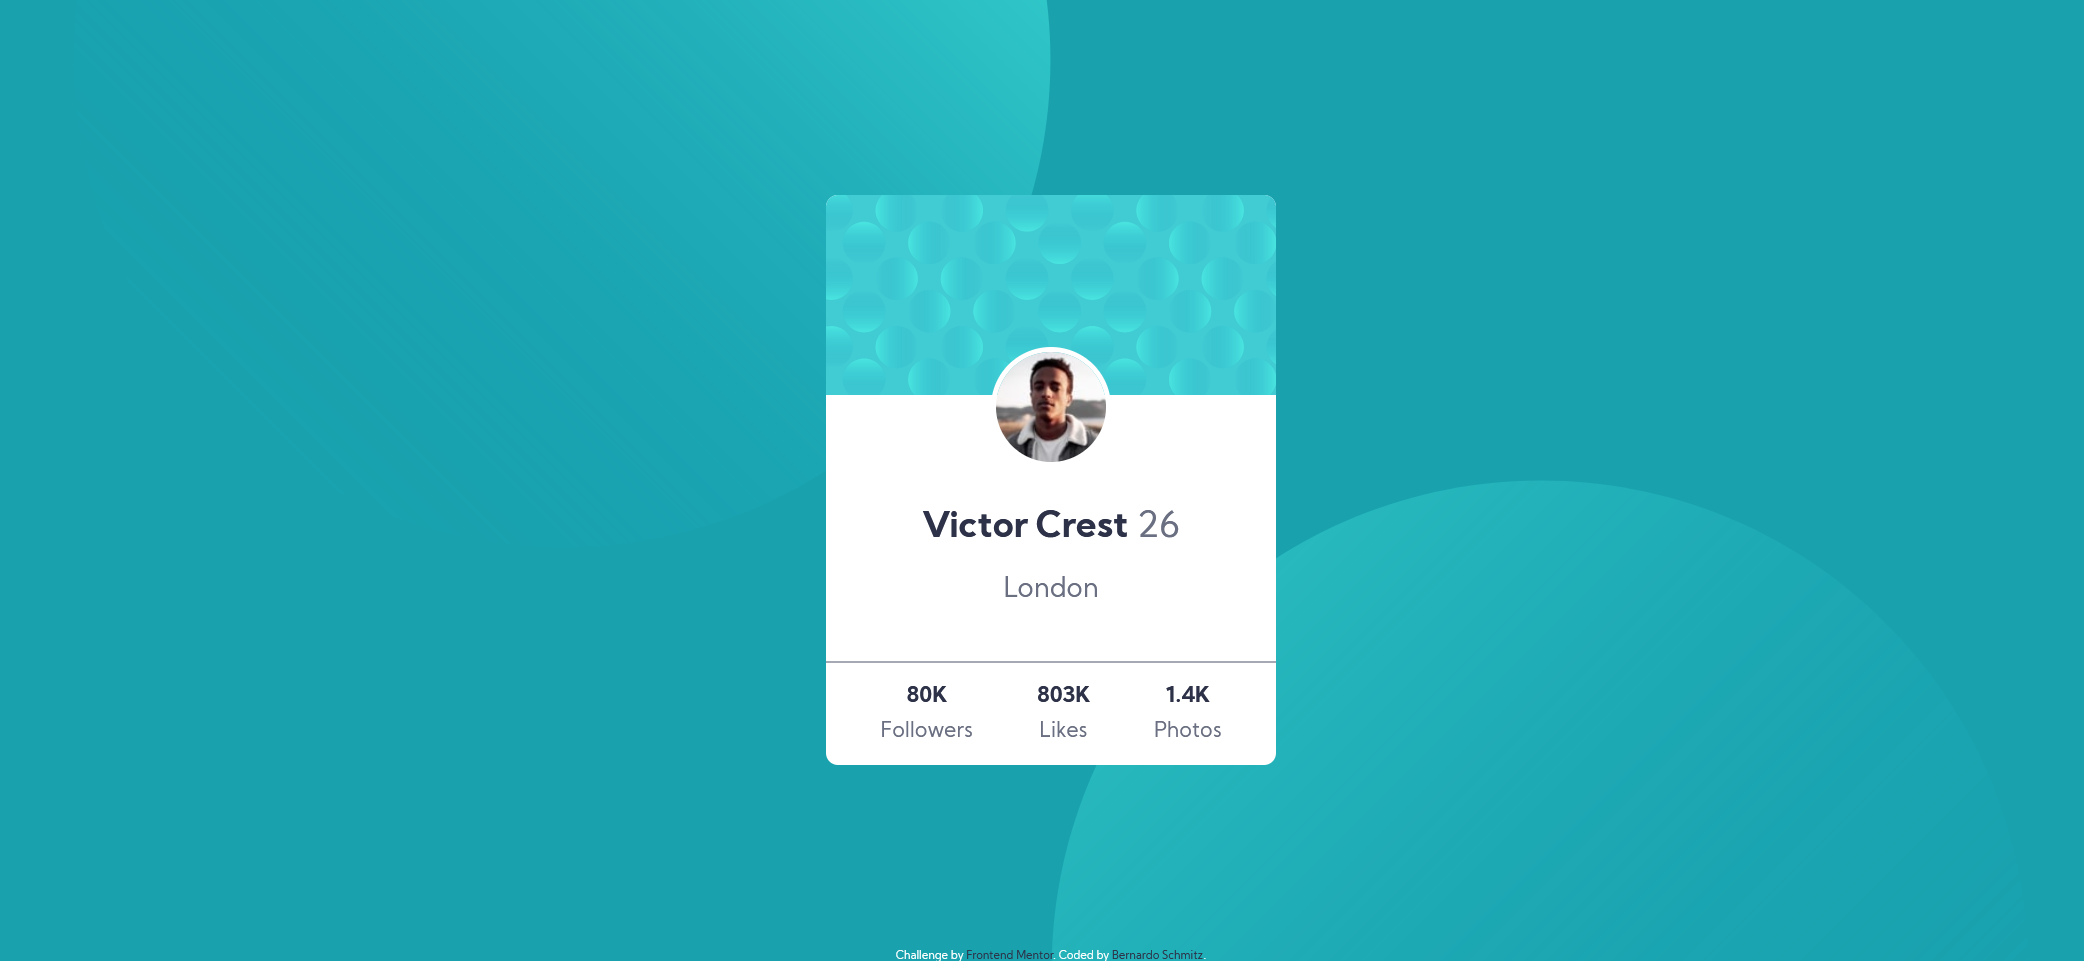 Victor Crest 26
London
80K 803K 1.4K
Followers Likes Photos
Challenge by Frontend Mentor. Coded by Bernardo Schmitz.